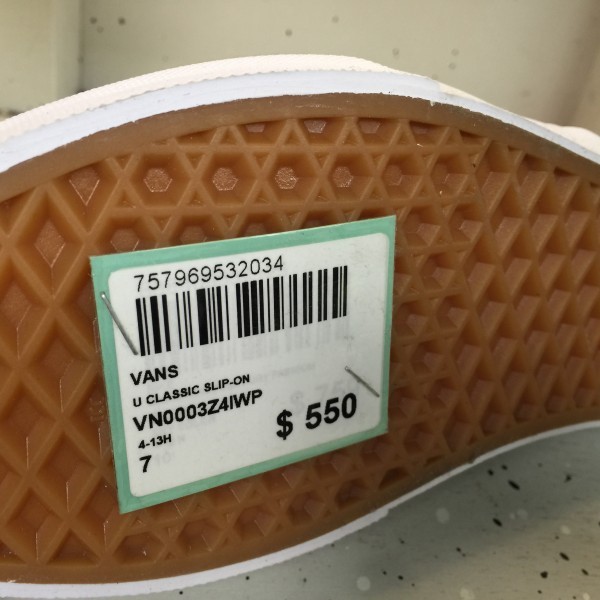 757969532034
VANS
U CLASSIC SLIP-ON
VN0003Z4IWP
$ 550
4-13H
7